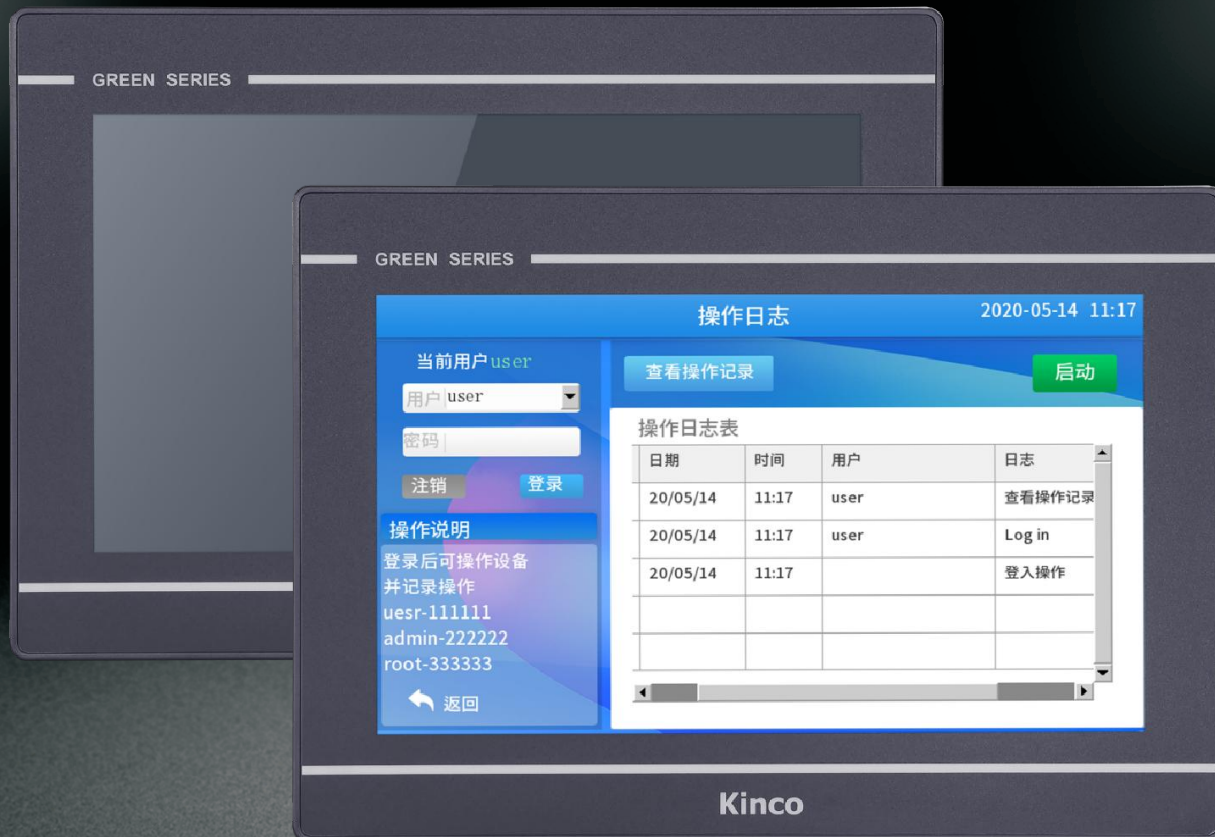 GREEN SERIES
GREEN SERIES
操作日志
2020-05-14 11:17
当前用户user
用户 user
密码
注销
登录
操作说明
登录后可操作设备
并记录操作
uesr-111111
admin-222222
root-333333
返回
查看操作记录
启动
操作日志表
日期 时间 用户 日志
20/05/14 11:17 user 查看操作记录
20/05/14 11:17 user Log in
20/05/14 11:17 登入操作
Kinco